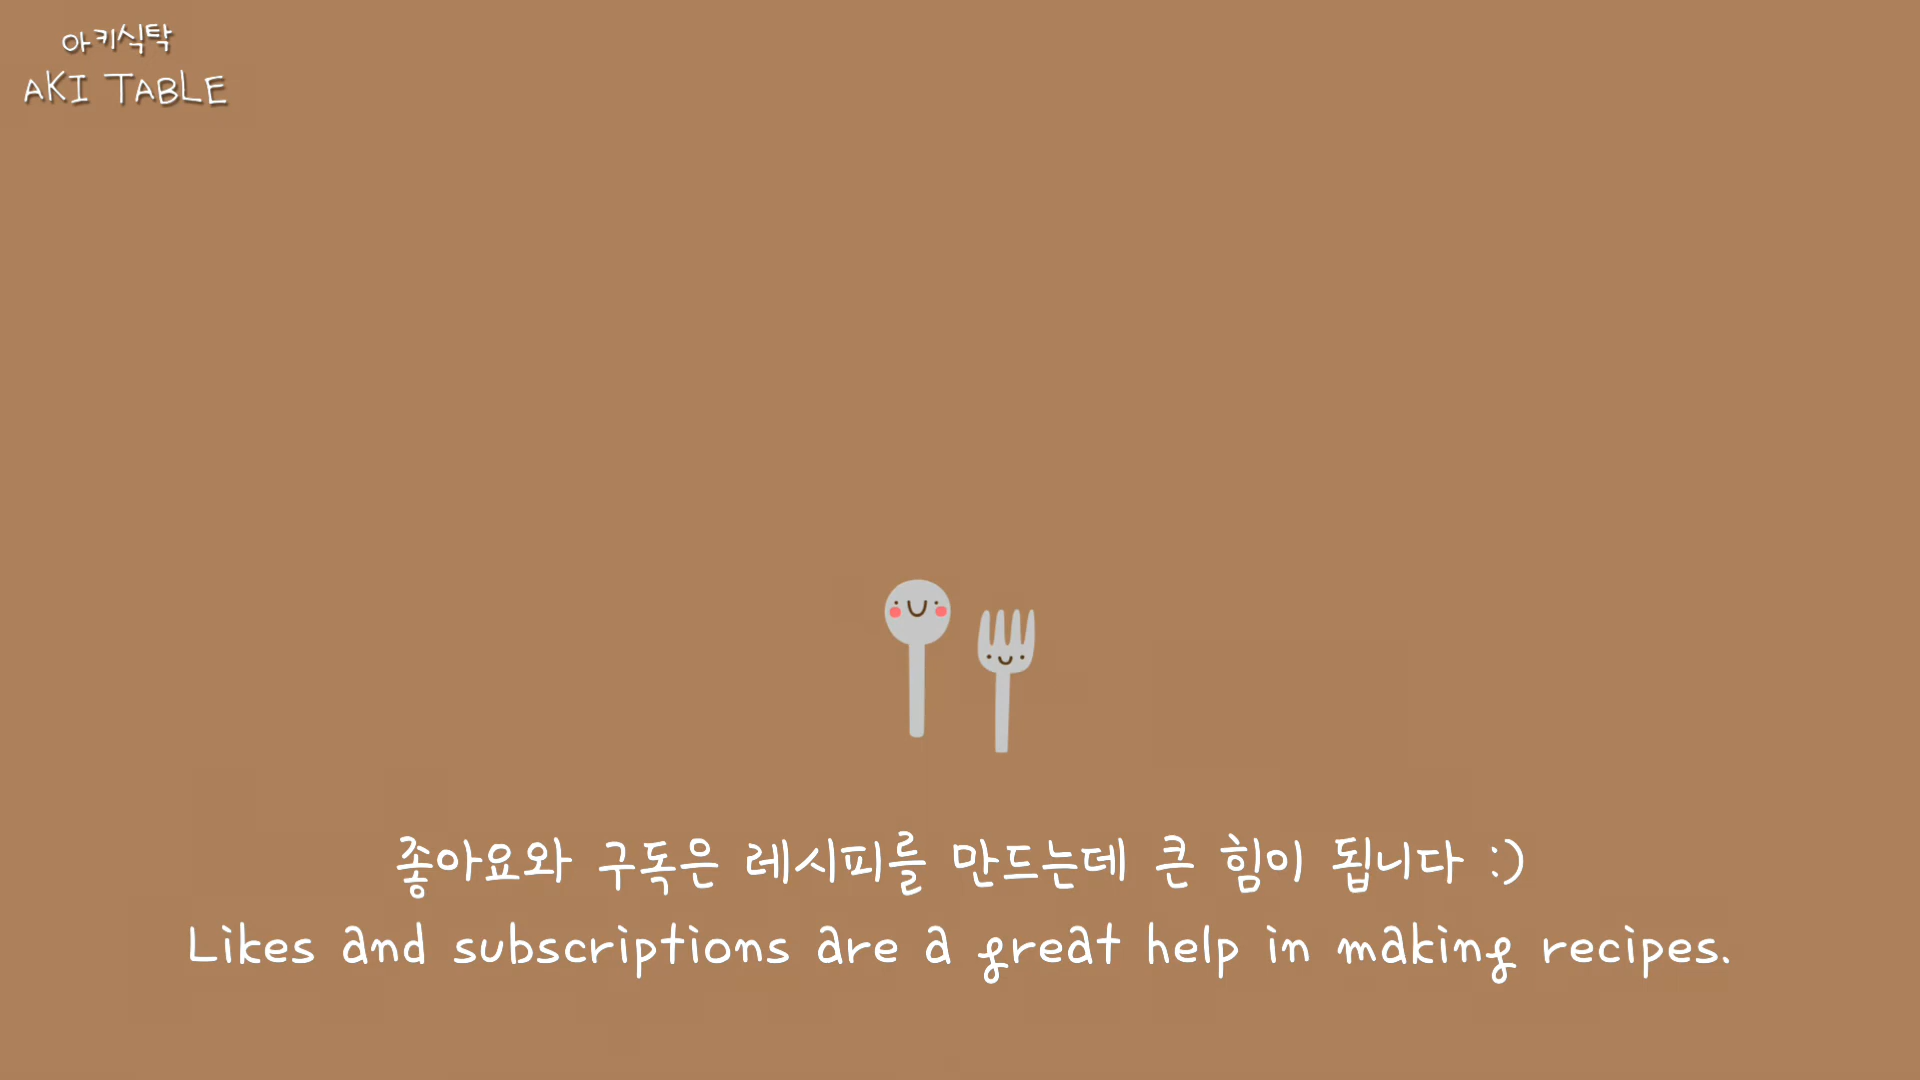 아키식탁
AKI TABLE
좋아요와 구독은 레시피를 만드는데 큰 힘이 됩니다 :)
Likes and subscriptions are a great help in making recipes.